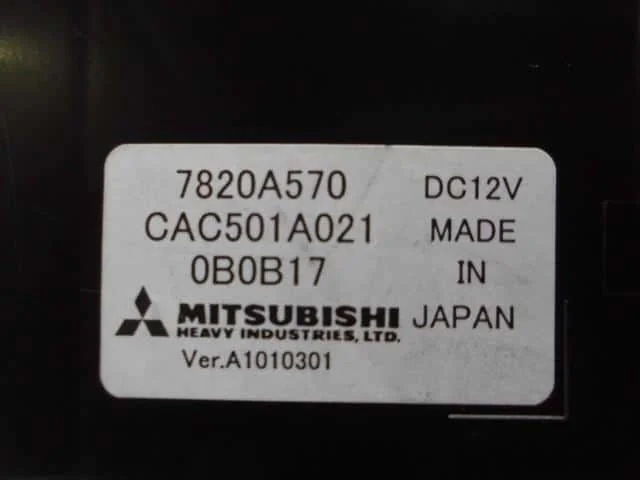 7820A570 DC12V
CAC501A021 MADE
0B0B17 IN
MITSUBISHI JAPAN
HEAVY INDUSTRIES, LTD.
Ver.A1010301